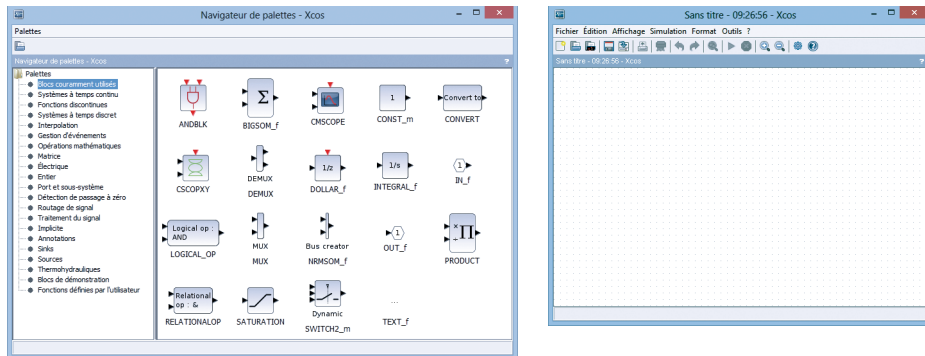 Navigateur de palettes - Xcos
Palettes
Navigateur de palettes - Xcos ?
Palettes
Blocs couramment utilisés
Systèmes à temps continu
Fonctions discontinues
Systèmes à temps discret
Interpolation
Gestion d'événements
Opérations mathématiques
Matrice
Électrique
Entier
Port et sous-système
Détection de passage à zéro
Routage de signal
Traitement du signal
Implicite
Annotations
Sinks
Sources
Thermohydrauliques
Blocs de démonstration
Fonctions définies par l'utilisateur
Σ 1 Convert to
ANDBLK BIGSOM_f CMSCOPE CONST_m CONVERT
1/z 1/s 1
DEMUX
CSCOPXY DEMUX DOLLAR_f INTEGRAL_f IN_f
Logical op :
AND
1 × ÷ Π
MUX Bus creator
LOGICAL_OP MUX NRMSOM_f OUT_f PRODUCT
Relational
op : &
Dynamic
...
RELATIONALOP SATURATION SWITCH2_m TEXT_f
Sans titre - 09:26:56 - Xcos
Fichier Édition Affichage Simulation Format Outils ?
Sans titre - 09:26:56 - Xcos ?